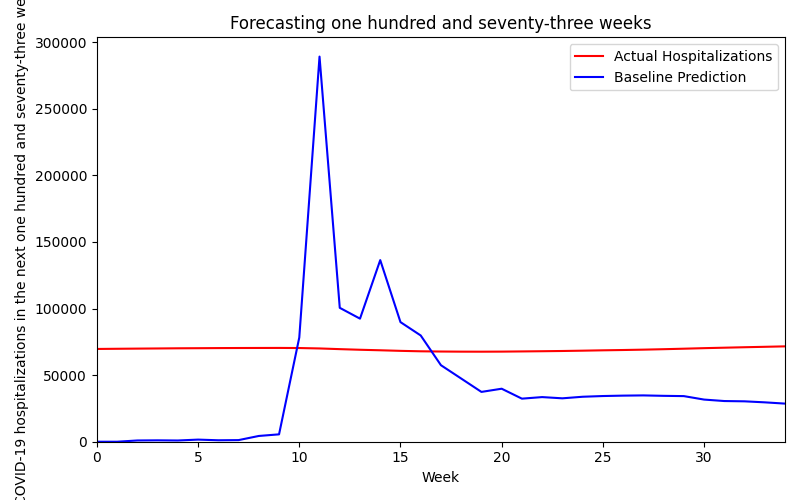 Forecasting one hundred and seventy-three weeks
COVID-19 hospitalizations in the next one hundred and seventy-three
300000
250000
200000
150000
100000
50000
0
Actual Hospitalizations
Baseline Prediction
0 5 10 15 20 25 30
Week